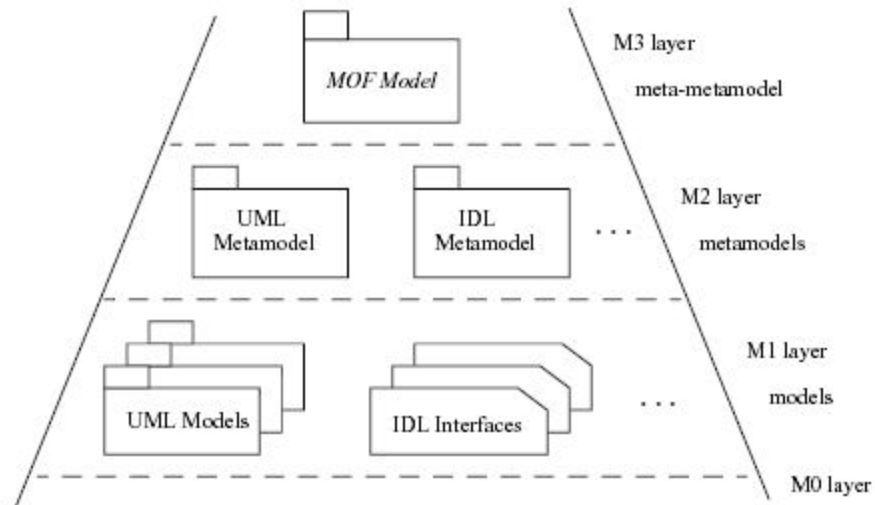 M3 layer
MOF Model
meta-metamodel
M2 layer
UML
Metamodel
IDL
Metamodel
...
metamodels
M1 layer
models
UML Models
IDL Interfaces
...
M0 layer